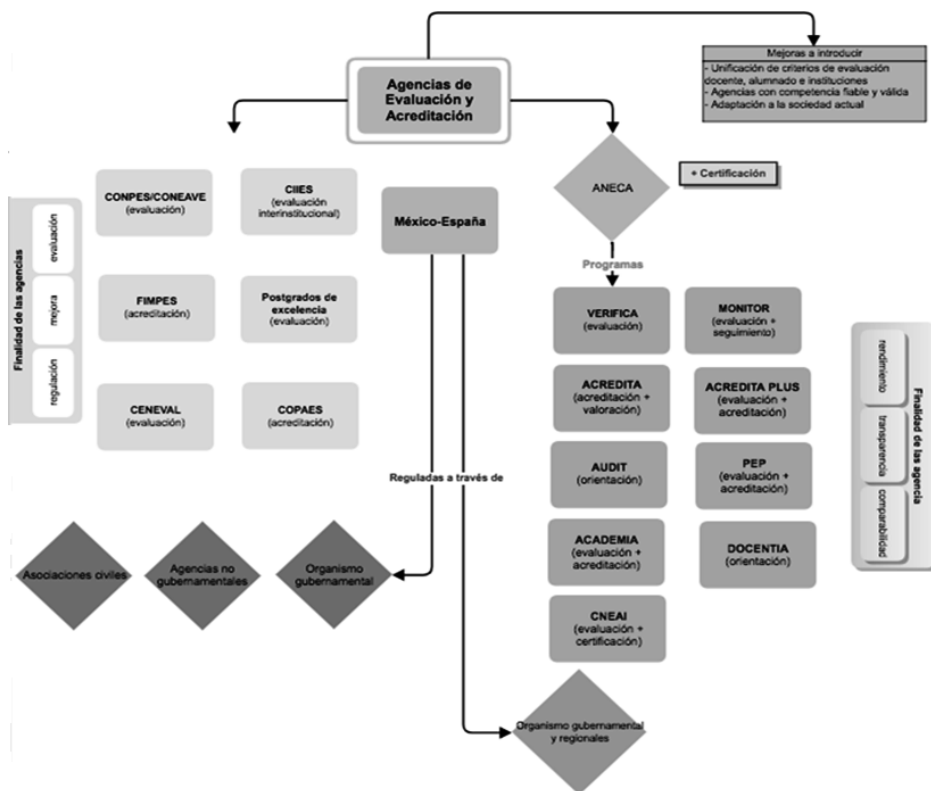 Agencias de
Evaluación y
Acreditación
Mejoras a introducir
- Unificación de criterios de evaluación
docente, alumnado e instituciones
- Agencias con competencia fiable y válida
- Adaptación a la sociedad actual
Finalidad de las agencias
evaluación
mejora
regulación
CONPES/CONEAVE
(evaluación)
CIIES
(evaluación
interinstitucional)
FIMPES
(acreditación)
Postgrados de
excelencia
(evaluación)
CENEVAL
(evaluación)
COPAES
(acreditación)
México-España
Reguladas a través de
Asociaciones civiles
Agencias no
gubernamentales
Organismo
gubernamental
ANECA
+ Certificación
Programas
VERIFICA
(evaluación)
MONITOR
(evaluación +
seguimiento)
ACREDITA
(acreditación +
valoración)
ACREDITA PLUS
(evaluación +
acreditación)
AUDIT
(orientación)
PEP
(evaluación +
acreditación)
ACADEMIA
(evaluación +
acreditación)
DOCENTIA
(orientación)
CNEAI
(evaluación +
certificación)
Organismo gubernamental
y regionales
rendimiento
transparencia
comparabilidad
Finalidad de las agencia